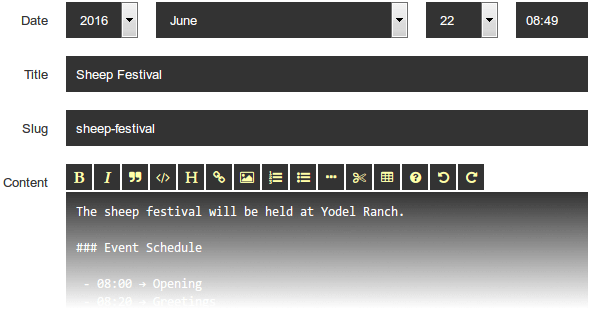 Date 2016 June 22 08:49
Title Sheep Festival
Slug sheep-festival
Content B I </> H
The sheep festival will be held at Yodel Ranch.
### Event Schedule
- 08:00 → Opening
- 08:20 → Greetings